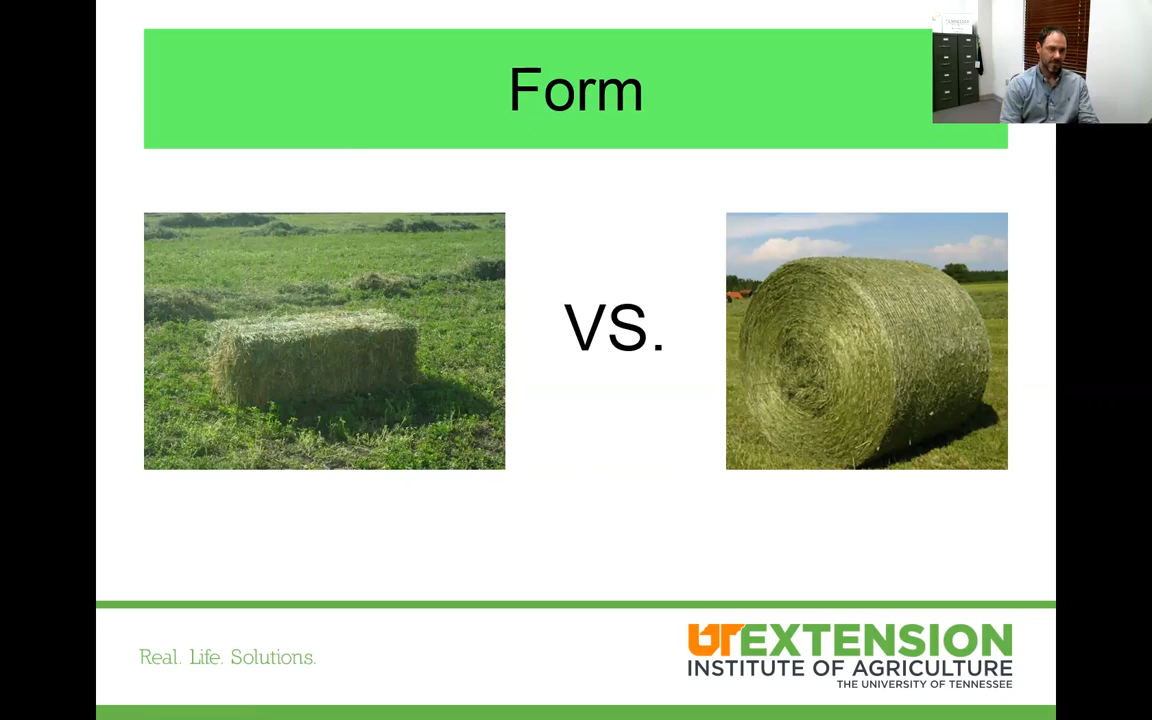 Form
VS.
Real. Life. Solutions.
UTEXTENSION
INSTITUTE OF AGRICULTURE
THE UNIVERSITY OF TENNESSEE